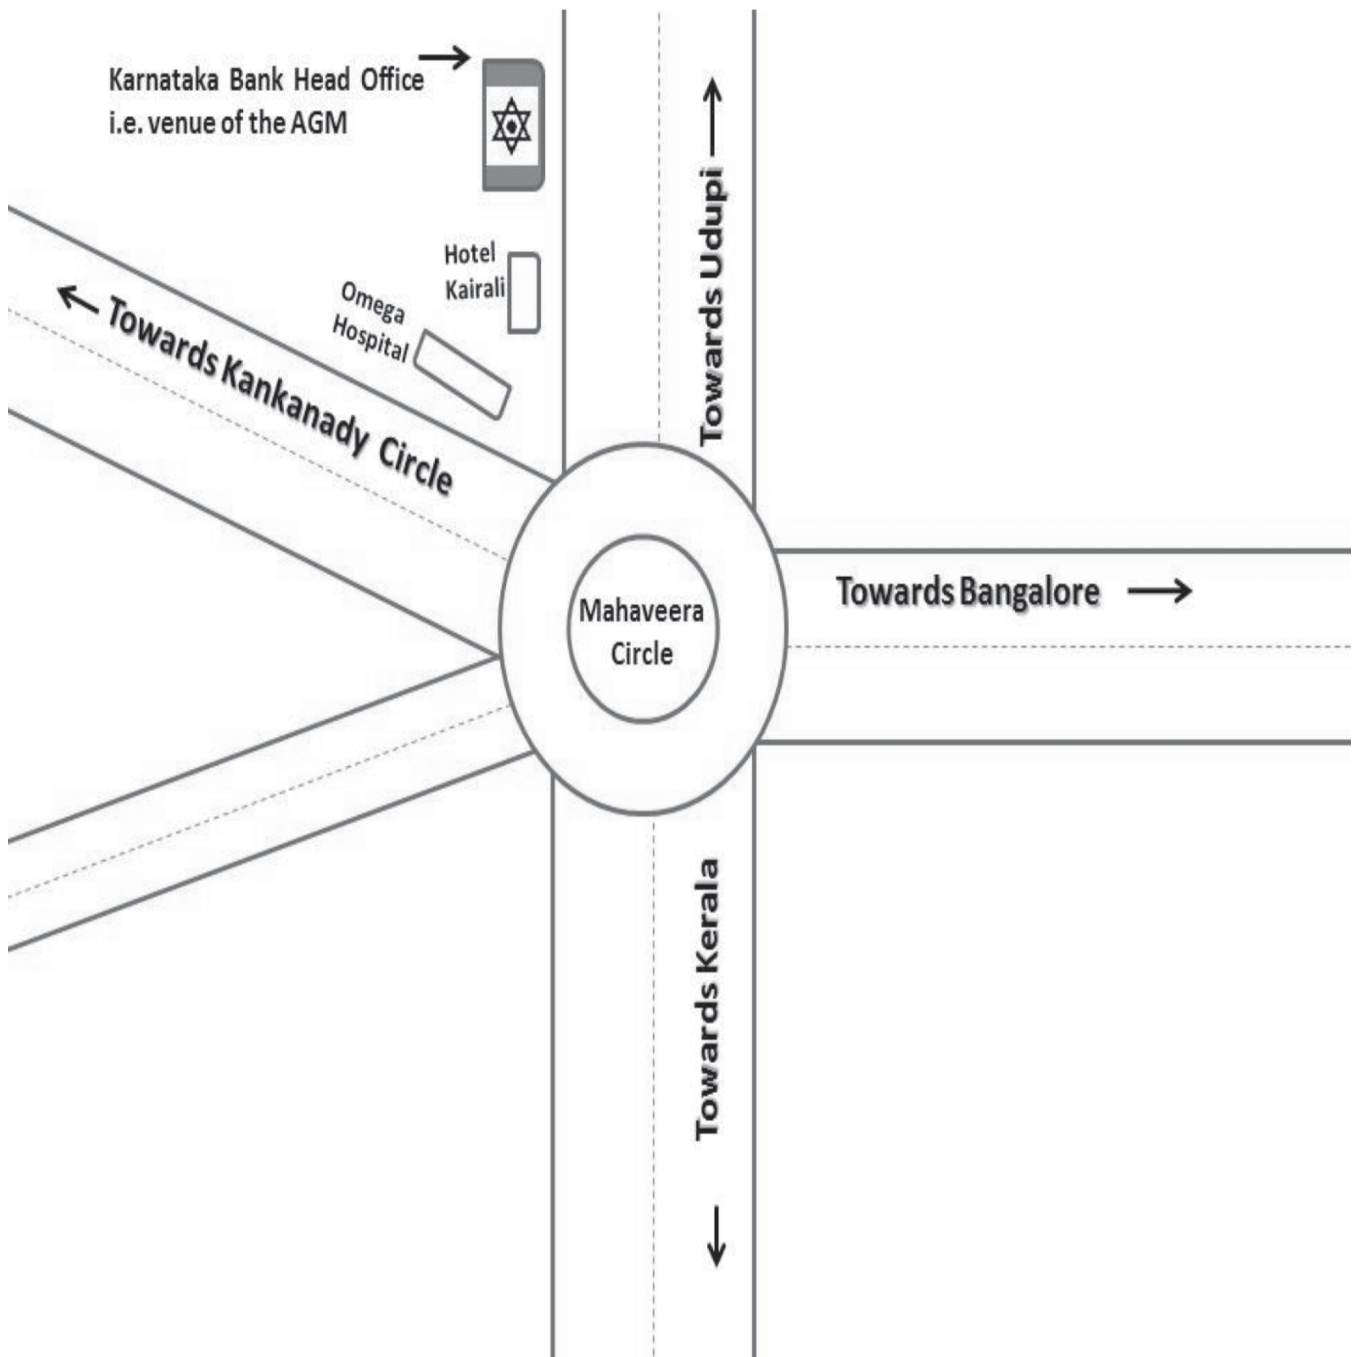 Karnataka Bank Head Office
i.e. venue of the AGM
Hotel
Kairali
Omega
Hospital
Towards Udupi
Towards Kankanady Circle
Towards Bangalore
Mahaveera
Circle
Towards Kerala